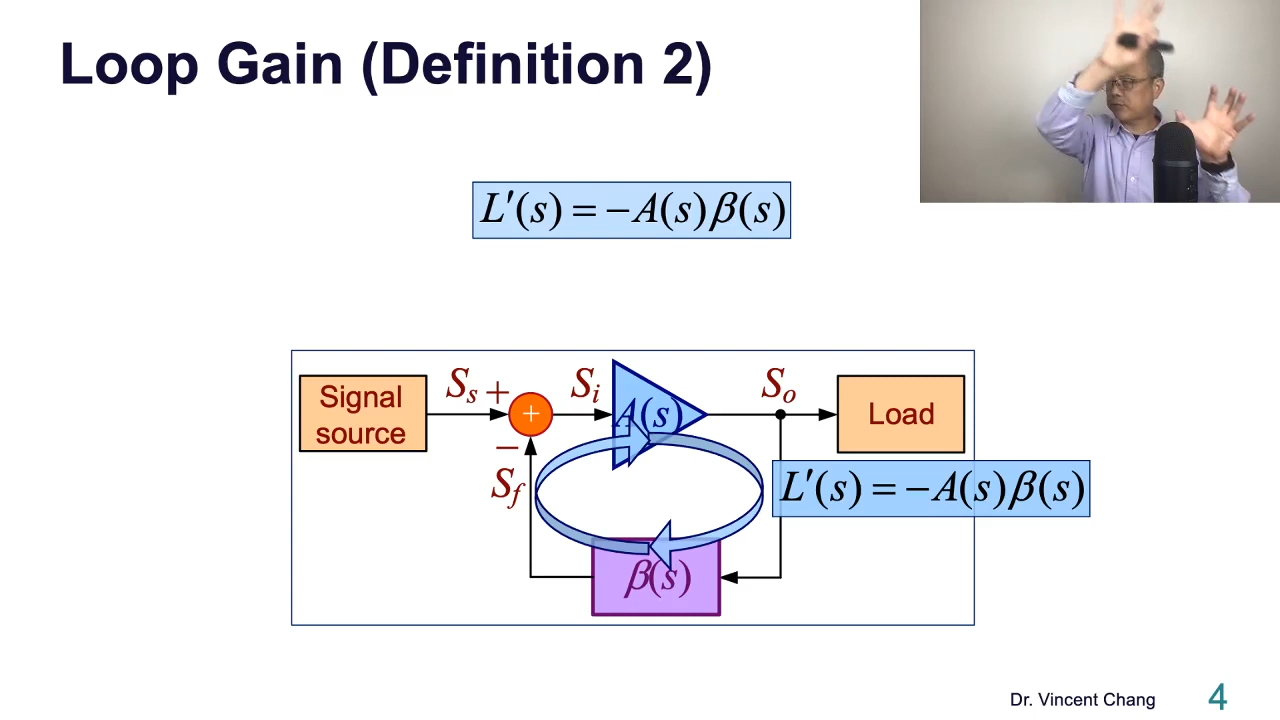 Loop Gain (Definition 2)
L′(s) = −A(s)β(s)
Signal
source
S_s +
+
−
S_f
S_i
A(s)
S_o
Load
L′(s) = −A(s)β(s)
β(s)
Dr. Vincent Chang
4